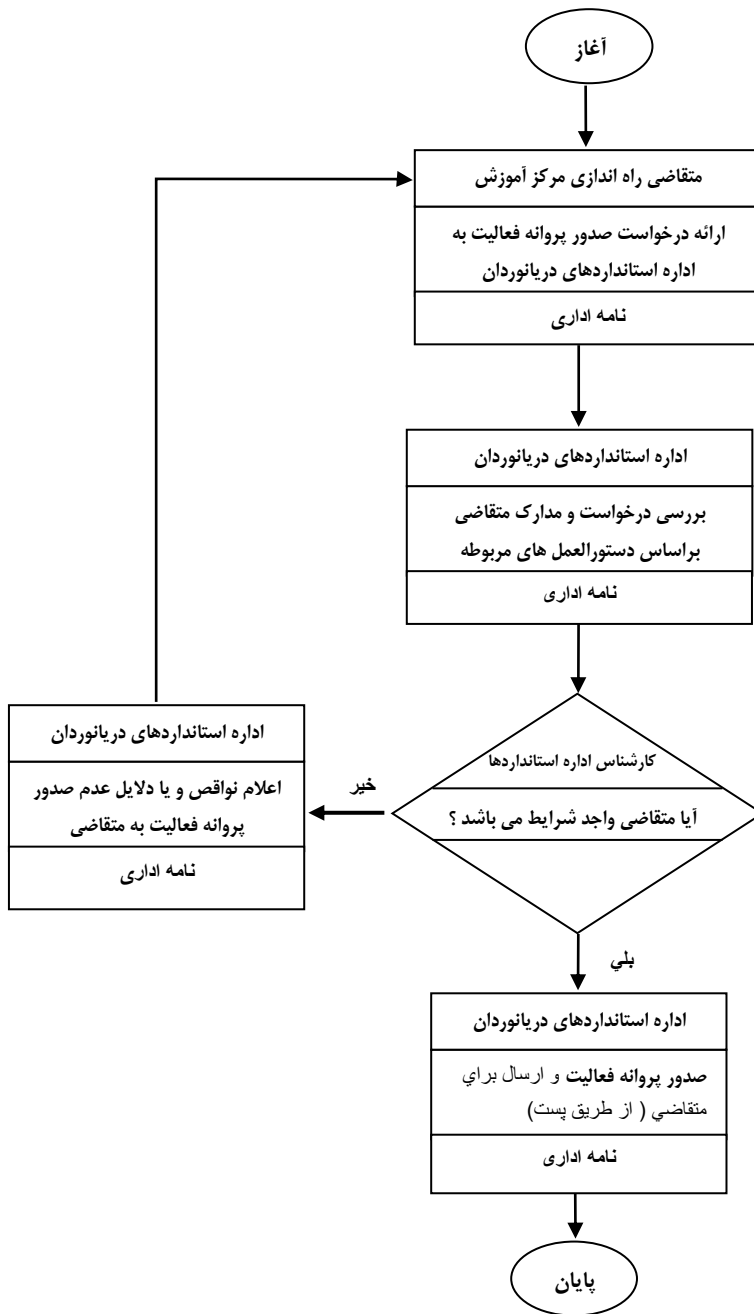 آغاز
متقاضی راه اندازی مرکز آموزش
ارائه درخواست صدور پروانه فعالیت به
اداره استانداردهای دریانوردان
نامه اداری
اداره استانداردهای دریانوردان
بررسی درخواست و مدارک متقاضی
براساس دستورالعمل های مربوطه
نامه اداری
کارشناس اداره استانداردها
آیا متقاضی واجد شرایط می باشد ؟
خیر
اداره استانداردهای دریانوردان
اعلام نواقص و یا دلایل عدم صدور
پروانه فعالیت به متقاضی
نامه اداری
بلي
اداره استانداردهای دریانوردان
صدور پروانه فعالیت و ارسال براي
متقاضي ( از طريق پست)
نامه اداری
پایان